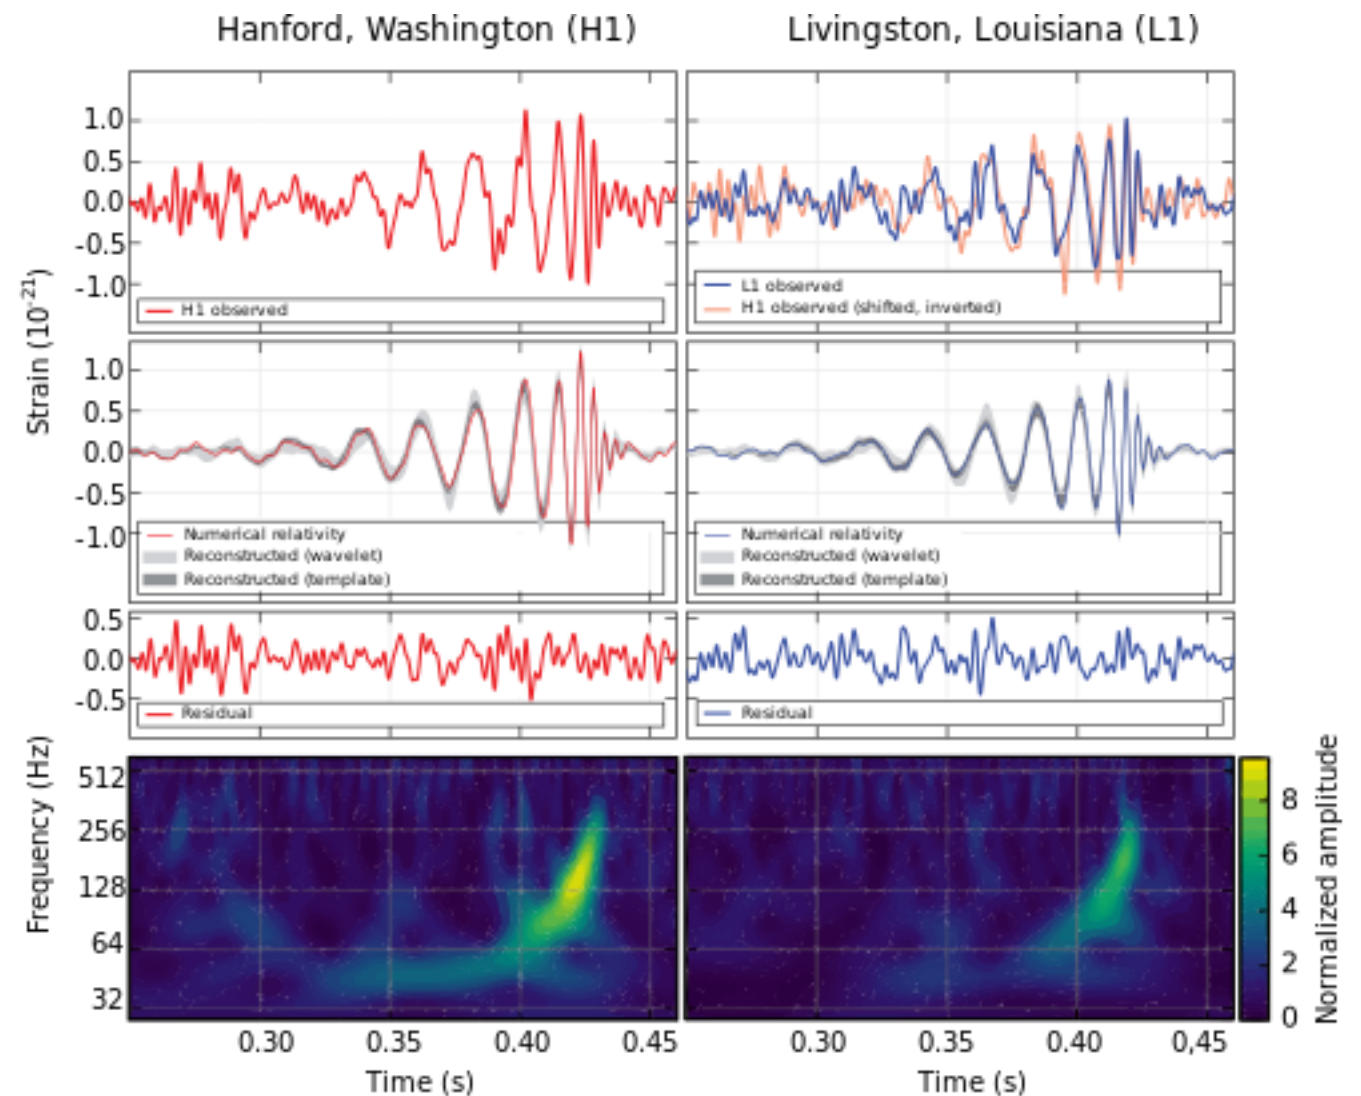 Hanford, Washington (H1)
Livingston, Louisiana (L1)
Strain (10-21)
1.0
0.5
0.0
-0.5
-1.0
H1 observed
L1 observed
H1 observed (shifted, inverted)
1.0
0.5
0.0
-0.5
-1.0
Numerical relativity
Reconstructed (wavelet)
Reconstructed (template)
Numerical relativity
Reconstructed (wavelet)
Reconstructed (template)
0.5
0.0
-0.5
Residual
Residual
Frequency (Hz)
512
256
128
64
32
Normalized amplitude
8
6
4
2
0
0.30 0.35 0.40 0.45
0.30 0.35 0.40 0,45
Time (s)
Time (s)